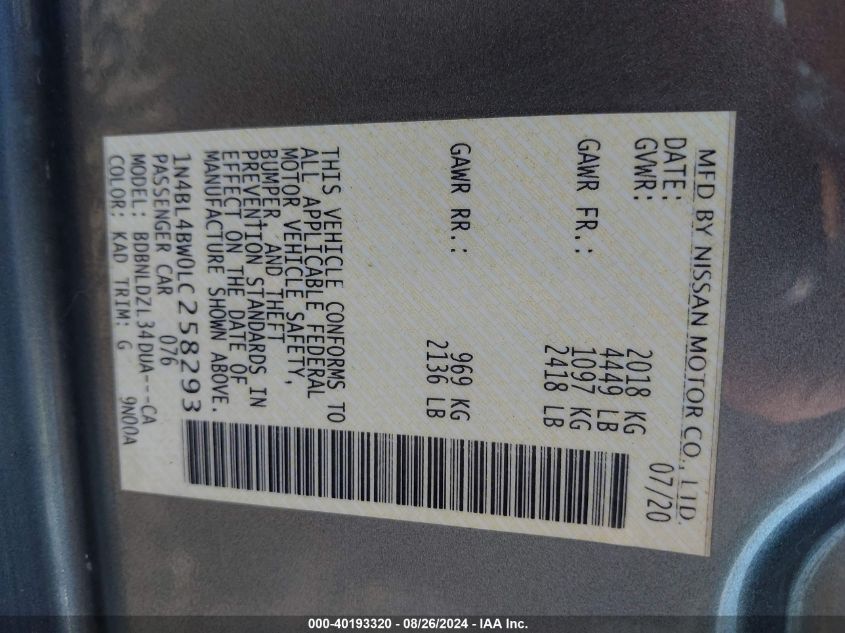 MFD BY NISSAN MOTOR CO., LTD.
DATE: 07/20
GVWR: 2018 KG
4449 LB
GAWR FR.: 1097 KG
2418 LB
GAWR RR.: 969 KG
2136 LB
THIS VEHICLE CONFORMS TO
ALL APPLICABLE FEDERAL
MOTOR VEHICLE SAFETY,
BUMPER, AND THEFT
PREVENTION STANDARDS IN
EFFECT ON THE DATE OF
MANUFACTURE SHOWN ABOVE.
1N4BL4BW0LC258293
PASSENGER CAR 076
MODEL: BDBNLDZL34DUA---CA
COLOR: KAD TRIM: G 9N00A
000-40193320 / 08/26/2024 - IAA Inc.